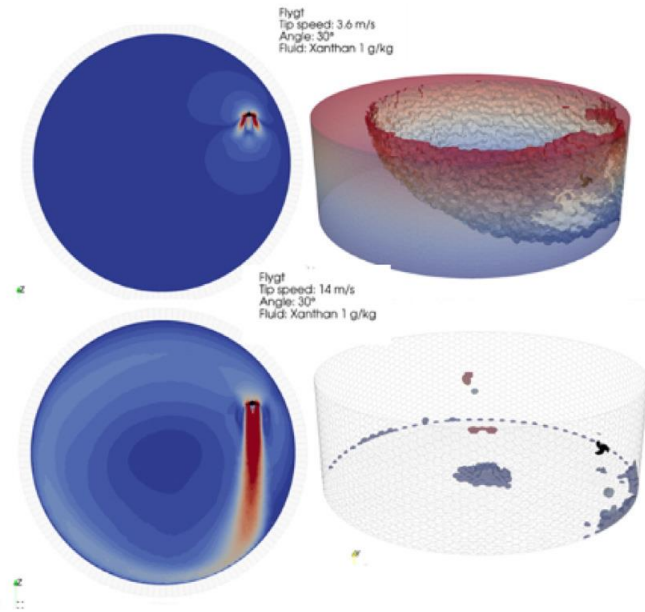 Flygt
Tip speed: 3.6 m/s
Angle: 30°
Fluid: Xanthan 1 g/kg
z
Flygt
Tip speed: 14 m/s
Angle: 30°
Fluid: Xanthan 1 g/kg
z